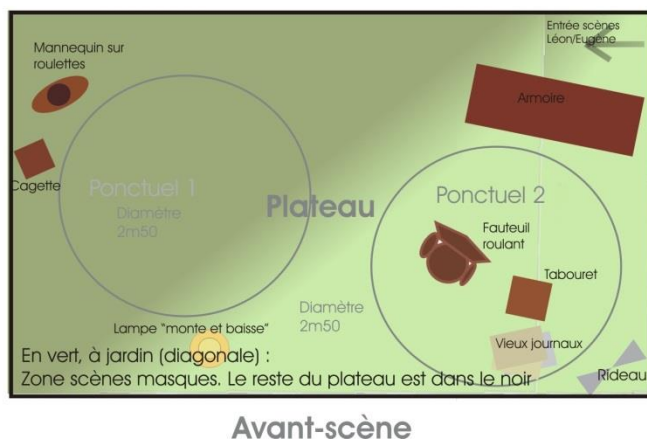 Entrée scènes
Léon/Eugène
Mannequin sur
roulettes
Armoire
Cagette
Ponctuel 1
Diamètre
2m50
Plateau
Ponctuel 2
Fauteuil
roulant
Tabouret
Diamètre
2m50
Lampe "monte et baisse"
Vieux journaux
En vert, à jardin (diagonale) :
Zone scènes masques. Le reste du plateau est dans le noir
Rideau
Avant-scène